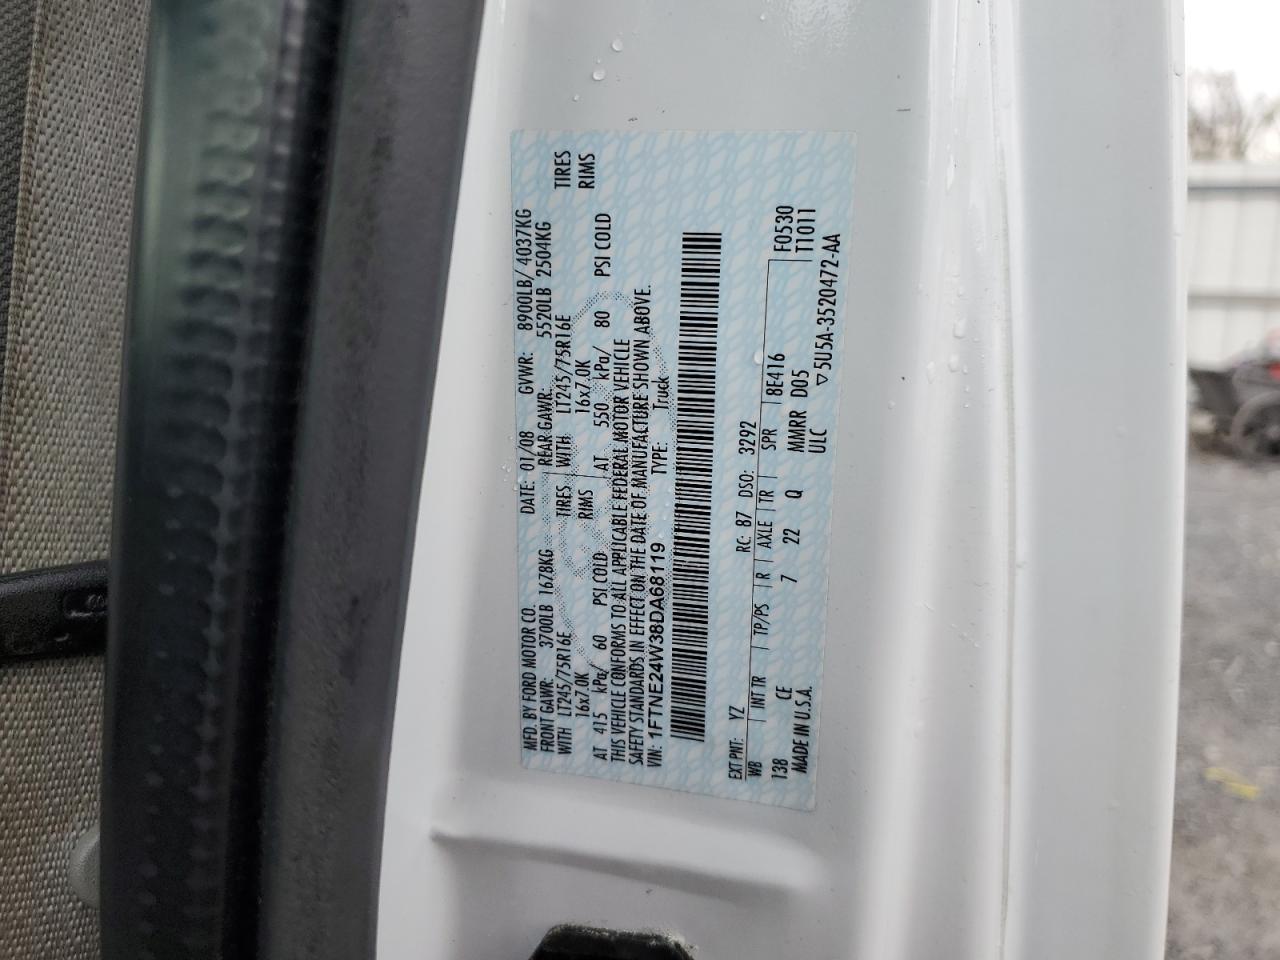 MFD. BY FORD MOTOR CO. DATE: 01/08 GVWR: 8900LB/ 4037KG
FRONT GAWR: 3700LB 1678KG REAR GAWR: 5520LB 2504KG
WITH LT245/75R16E TIRES WITH LT245/75R16E TIRES
16x7.0K RIMS 16x7.0K RIMS
AT 415 kPa/ 60 PSI COLD AT 550 kPa/ 80 PSI COLD
THIS VEHICLE CONFORMS TO ALL APPLICABLE FEDERAL MOTOR VEHICLE
SAFETY STANDARDS IN EFFECT ON THE DATE OF MANUFACTURE SHOWN ABOVE.
VIN: 1FTNE24W38DA68119 TYPE: Truck
EXT PNT: YZ RC: 87 DSO: 3292
WB INT TR TP/PS R AXLE TR SPR F0530
138 CE 7 22 Q 8E416 T1011
MMRR D05
MADE IN U.S.A. ULC ▽5U5A-3520472-AA